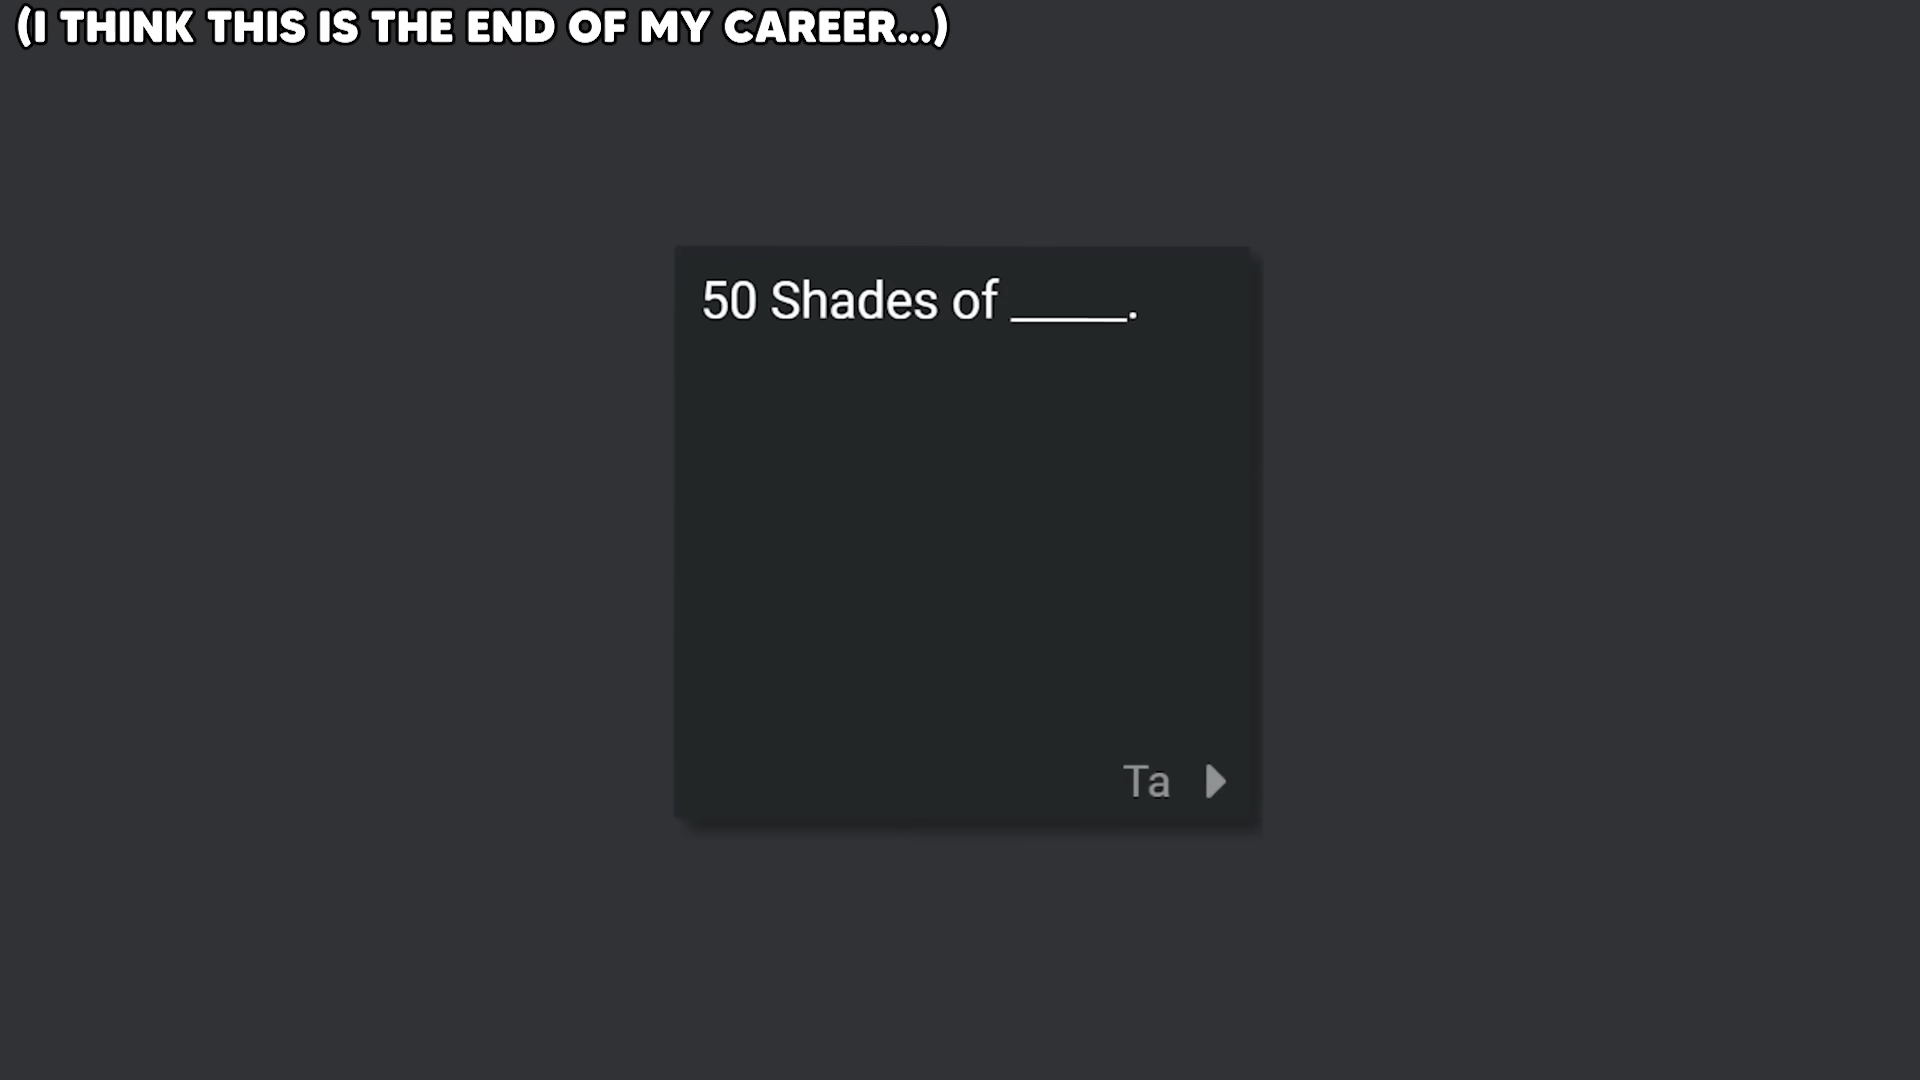 (I THINK THIS IS THE END OF MY CAREER...)
50 Shades of _____.
Ta